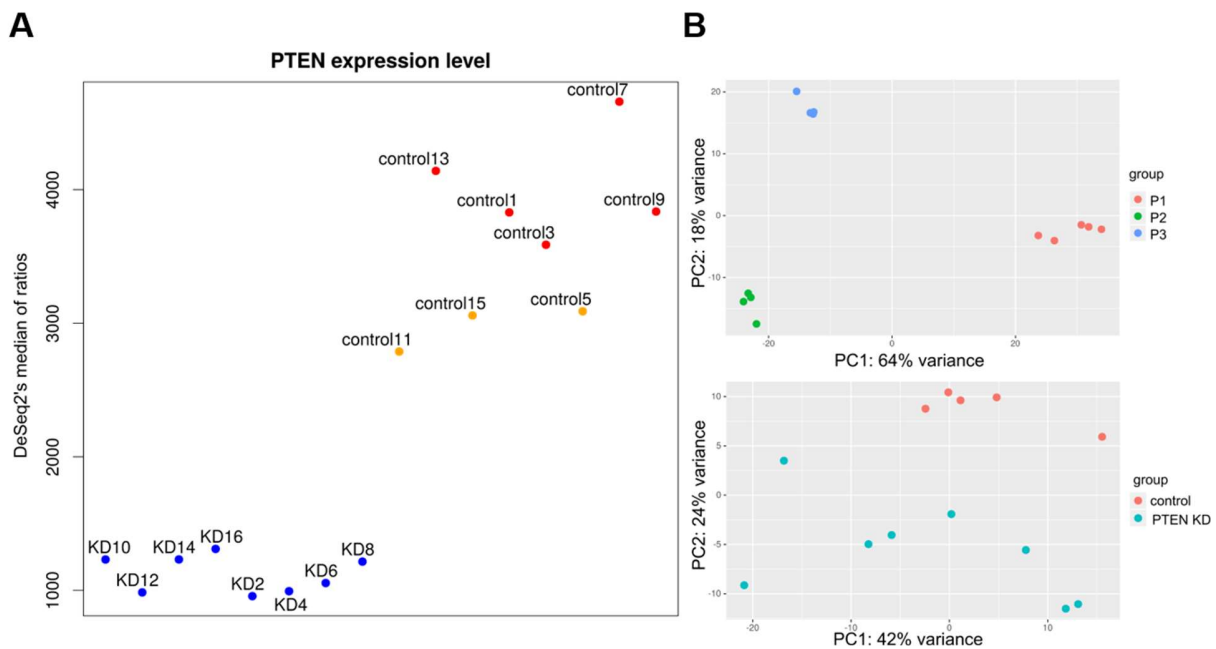 A
PTEN expression level
DeSeq2's median of ratios
4000
3000
2000
1000
control7
control13
control1
control9
control3
control15
control5
control11
KD10
KD14
KD16
KD8
KD12
KD2
KD6
KD4
B
PC2: 18% variance
20
10
0
-10
-20
0
20
PC1: 64% variance
group
P1
P2
P3
PC2: 24% variance
10
5
0
-5
-10
-20
-10
0
10
PC1: 42% variance
group
control
PTEN KD